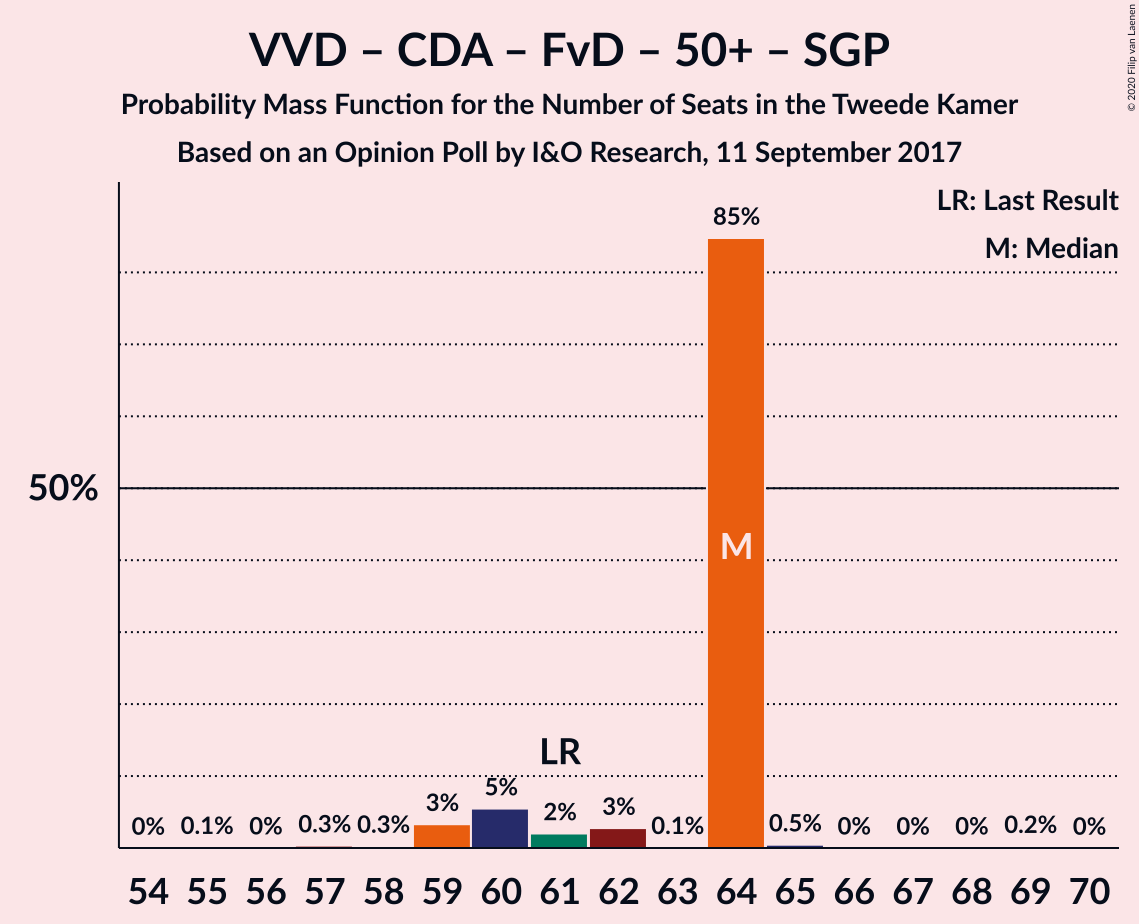 VVD – CDA – FvD – 50+ – SGP
Probability Mass Function for the Number of Seats in the Tweede Kamer
Based on an Opinion Poll by I&O Research, 11 September 2017
© 2020 Filip van Laenen
LR: Last Result
M: Median
85%
50%
M
LR
0% 0.1% 0% 0.3% 0.3% 3% 5% 2% 3% 0.1% 0.5% 0% 0% 0% 0.2% 0%
54 55 56 57 58 59 60 61 62 63 64 65 66 67 68 69 70